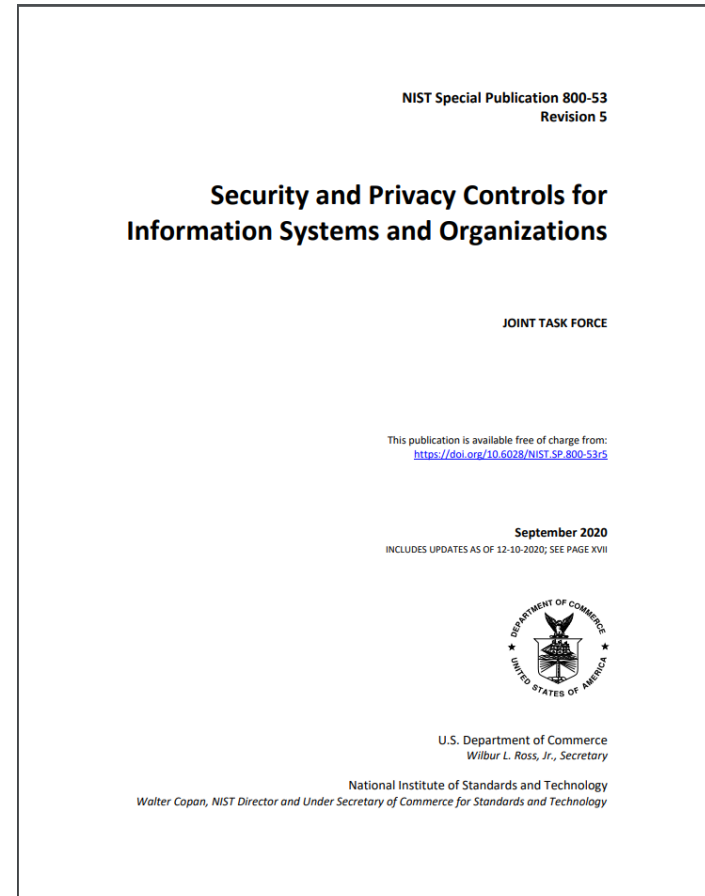 NIST Special Publication 800-53
Revision 5
Security and Privacy Controls for
Information Systems and Organizations
JOINT TASK FORCE
This publication is available free of charge from:
https://doi.org/10.6028/NIST.SP.800-53r5
September 2020
INCLUDES UPDATES AS OF 12-10-2020; SEE PAGE XVII
DEPARTMENT OF COMMERCE
UNITED STATES OF AMERICA
U.S. Department of Commerce
Wilbur L. Ross, Jr., Secretary
National Institute of Standards and Technology
Walter Copan, NIST Director and Under Secretary of Commerce for Standards and Technology